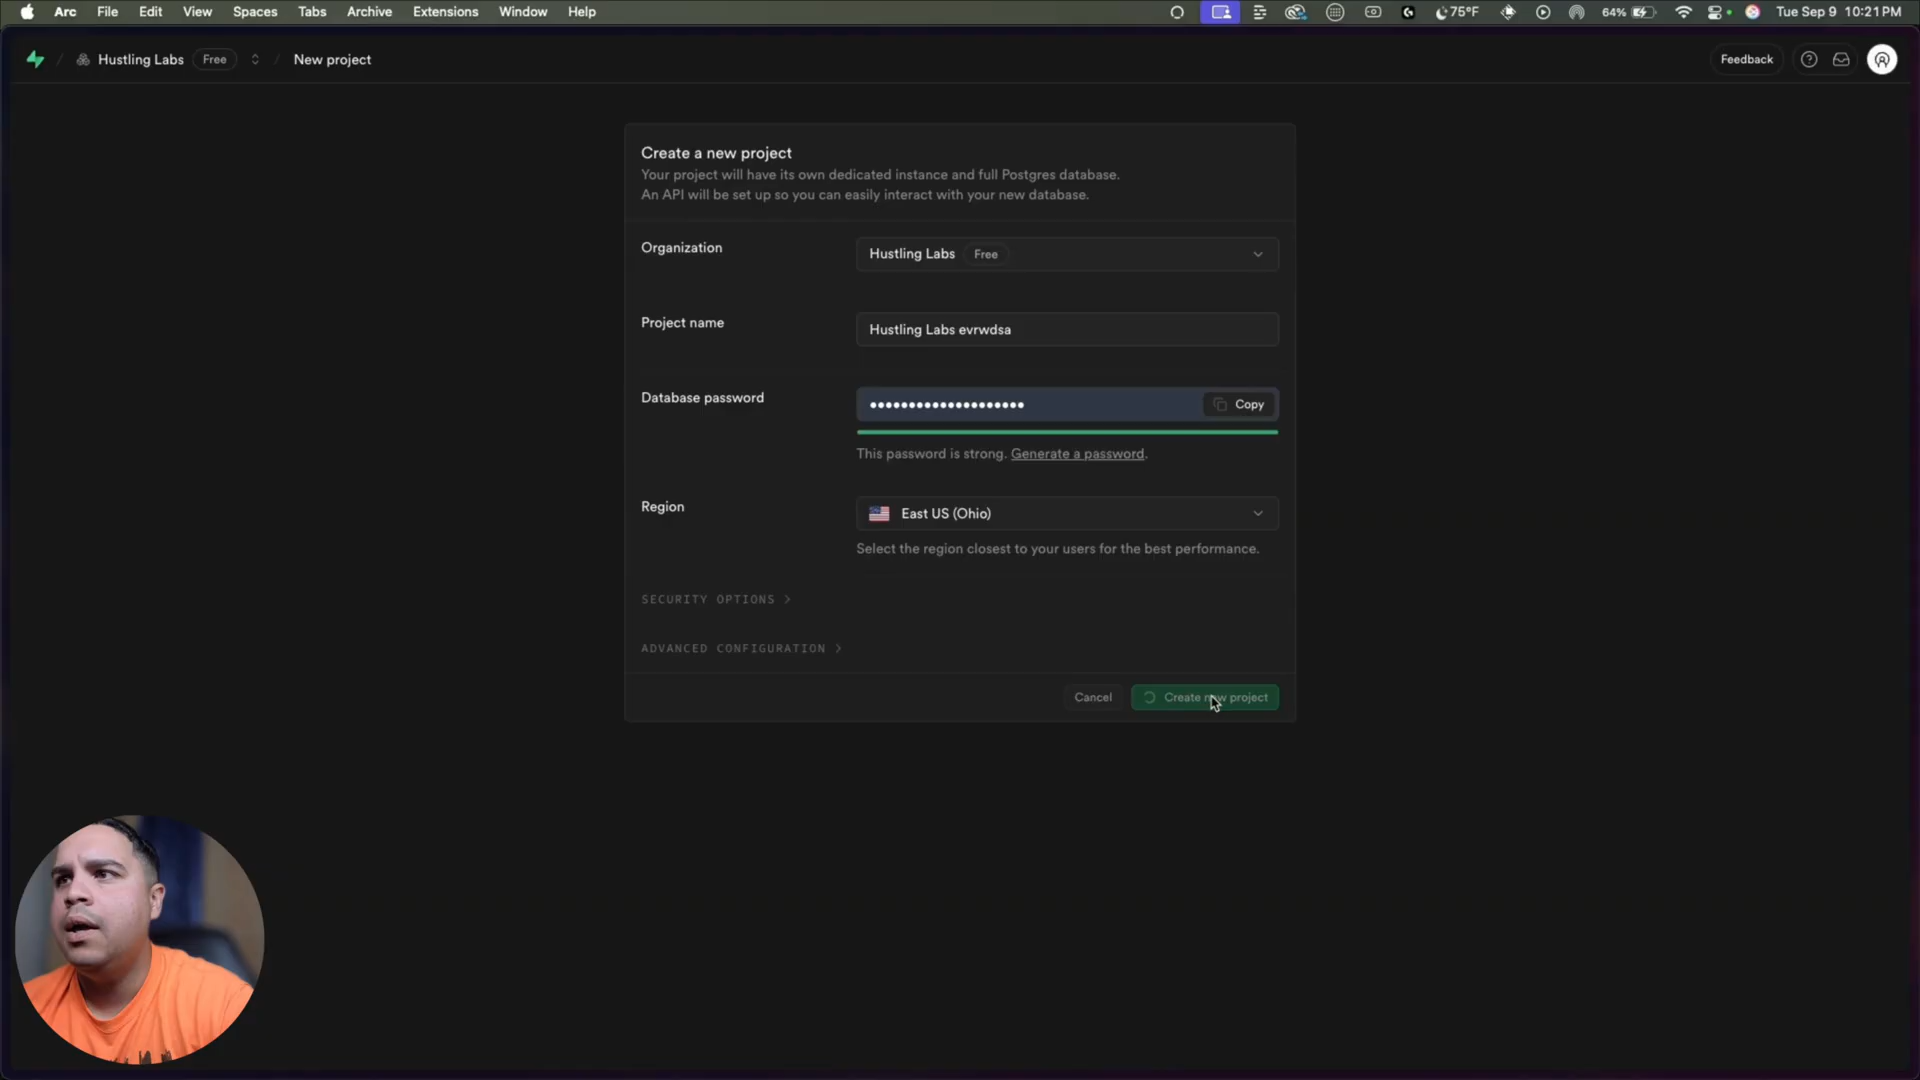 Arc File Edit View Spaces Tabs Archive Extensions Window Help 75°F 64% Tue Sep 9 10:21 PM
/ Hustling Labs Free / New project Feedback
Create a new project
Your project will have its own dedicated instance and full Postgres database.
An API will be set up so you can easily interact with your new database.
Organization Hustling Labs Free
Project name Hustling Labs evrwdsa
Database password •••••••••••••••••••• Copy
This password is strong. Generate a password.
Region East US (Ohio)
Select the region closest to your users for the best performance.
SECURITY OPTIONS >
ADVANCED CONFIGURATION >
Cancel Create new project